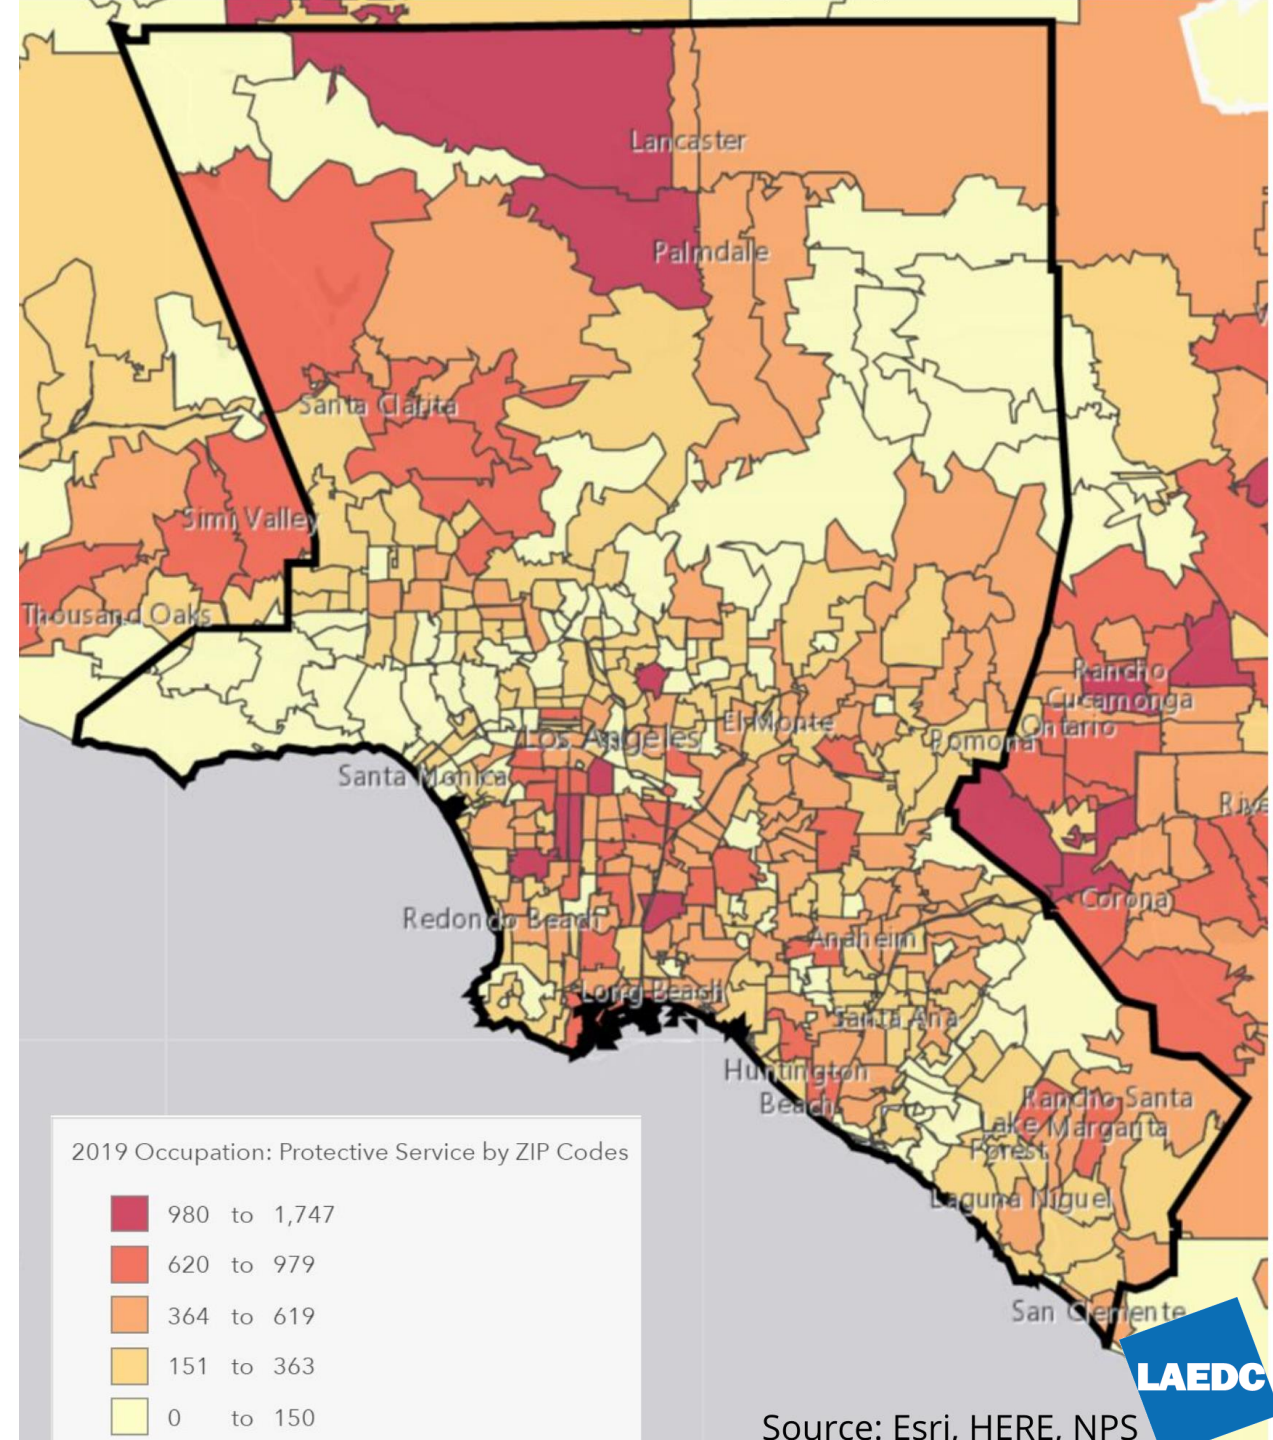 Lancaster
Palmdale
Santa Clarita
Simi Valley
Thousand Oaks
Rancho
Cucamonga
El Monte
Ontario
Los Angeles
Pomona
Santa Monica
Corona
Redondo Beach
Anaheim
Long Beach
Santa Ana
Huntington
Beach
Rancho Santa
Margarita
Lake
Forest
Laguna Niguel
San Clemente
2019 Occupation: Protective Service by ZIP Codes
980 to 1,747
620 to 979
364 to 619
151 to 363
0 to 150
LAEDC
Source: Esri, HERE, NPS